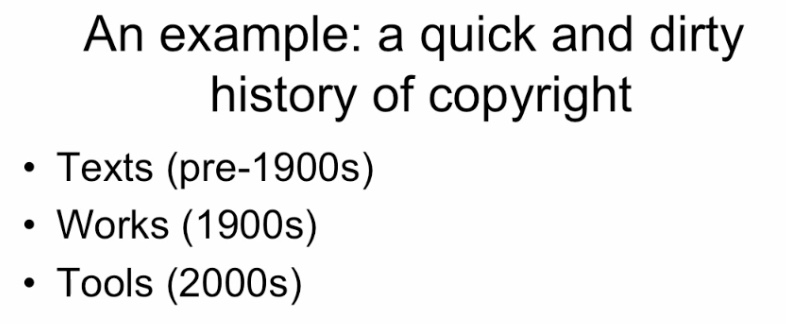 An example: a quick and dirty
history of copyright
• Texts (pre-1900s)
• Works (1900s)
• Tools (2000s)